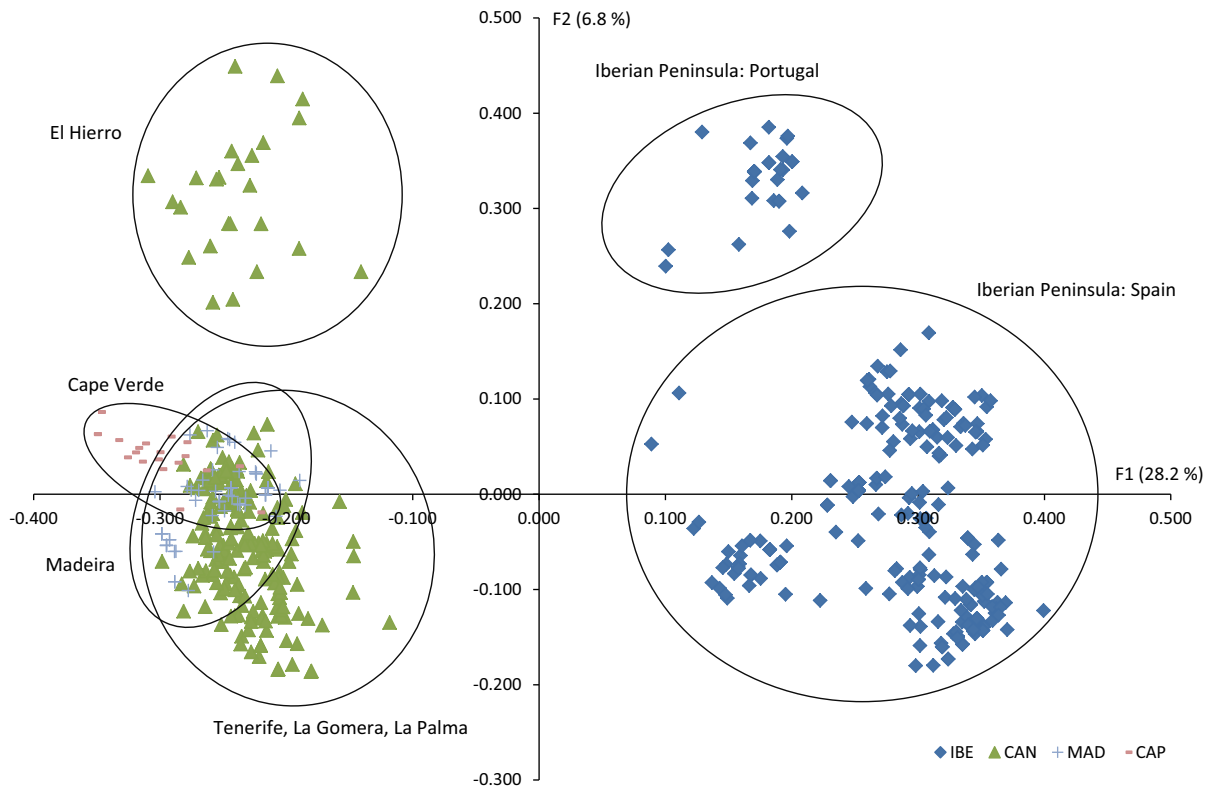 0.500
F2 (6.8 %)
Iberian Peninsula: Portugal
0.400
El Hierro
0.300
Iberian Peninsula: Spain
0.200
Cape Verde
0.100
F1 (28.2 %)
0.000
-0.400
-0.300
-0.200
-0.100
0.000
0.100
0.200
0.300
0.400
0.500
Madeira
-0.100
-0.200
Tenerife, La Gomera, La Palma
IBE
CAN
MAD
CAP
-0.300